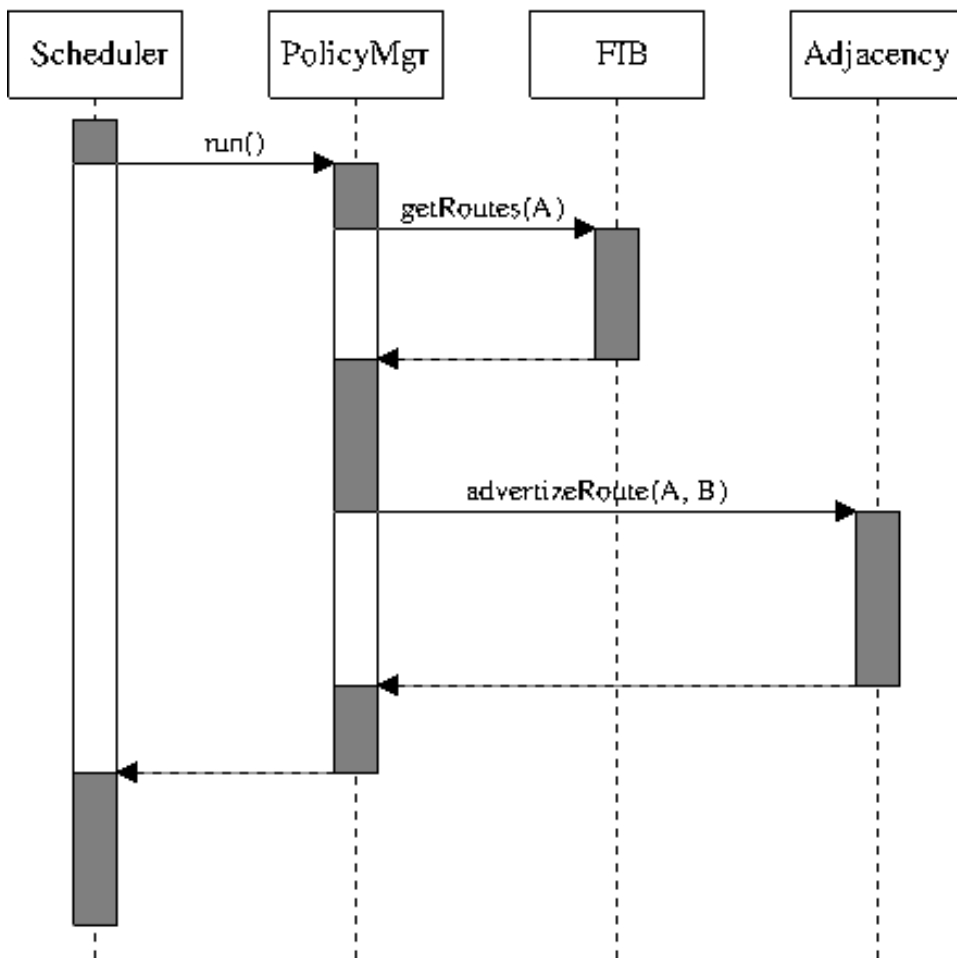 Scheduler PolicyMgr FIB Adjacency
run()
getRoutes(A)
advertizeRoute(A, B)